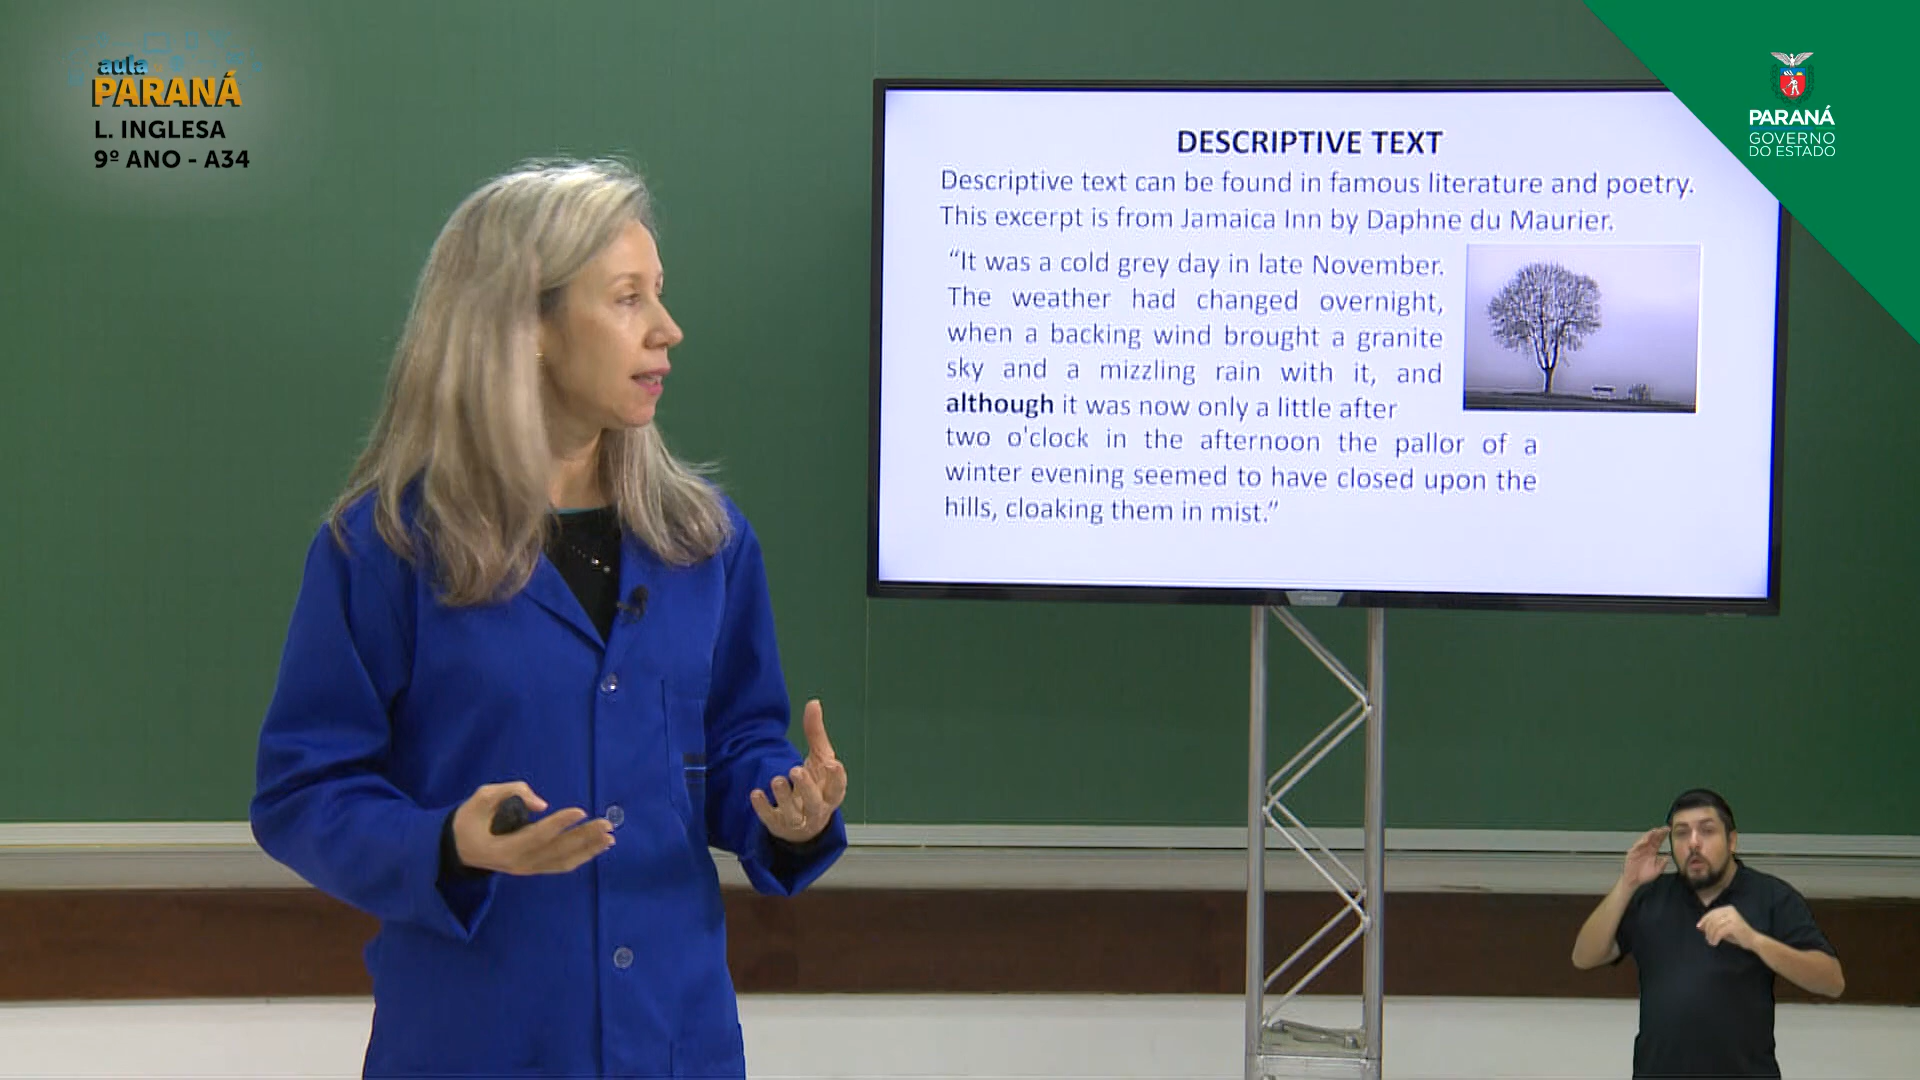 aula
PARANÁ
L. INGLESA
9º ANO - A34
PARANÁ
GOVERNO
DO ESTADO
DESCRIPTIVE TEXT
Descriptive text can be found in famous literature and poetry.
This excerpt is from Jamaica Inn by Daphne du Maurier.
“It was a cold grey day in late November.
The weather had changed overnight,
when a backing wind brought a granite
sky and a mizzling rain with it, and
although it was now only a little after
two o'clock in the afternoon the pallor of a
winter evening seemed to have closed upon the
hills, cloaking them in mist.”